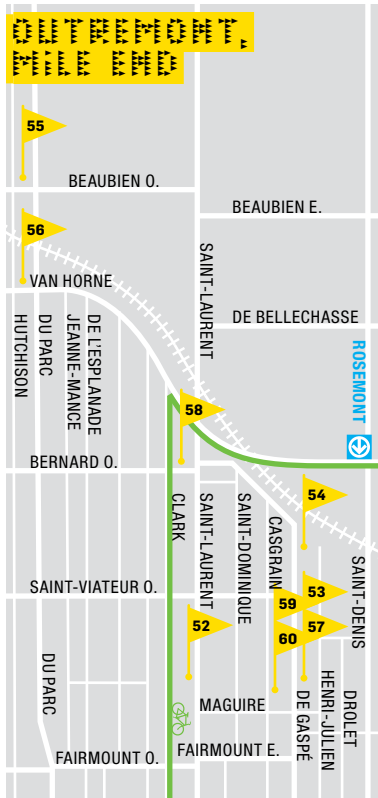 OUTREMONT,
MiLE END
55
BEAUBIEN O.
56
BEAUBIEN E.
VAN HORNE
SAINT-LAURENT
DE BELLECHASSE
ROSEMONT
HUTCHISON
DU PARC
JEANNE-MANCE
DE L'ESPLANADE
58
BERNARD O.
54
CLARK
SAINT-LAURENT
SAINT-DOMINIQUE
CASGRAIN
SAINT-DENIS
SAINT-VIATEUR O.
59
53
52
60
57
DU PARC
MAGUIRE
DE GASPÉ
HENRI-JULIEN
DROLET
FAIRMOUNT O.
FAIRMOUNT E.